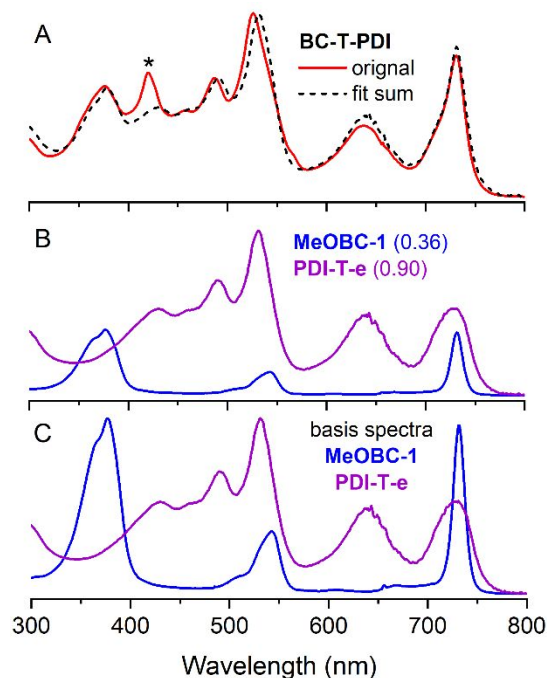 A
*
BC-T-PDI
orignal
fit sum
B
MeOBC-1 (0.36)
PDI-T-e (0.90)
C
basis spectra
MeOBC-1
PDI-T-e
300 400 500 600 700 800
Wavelength (nm)